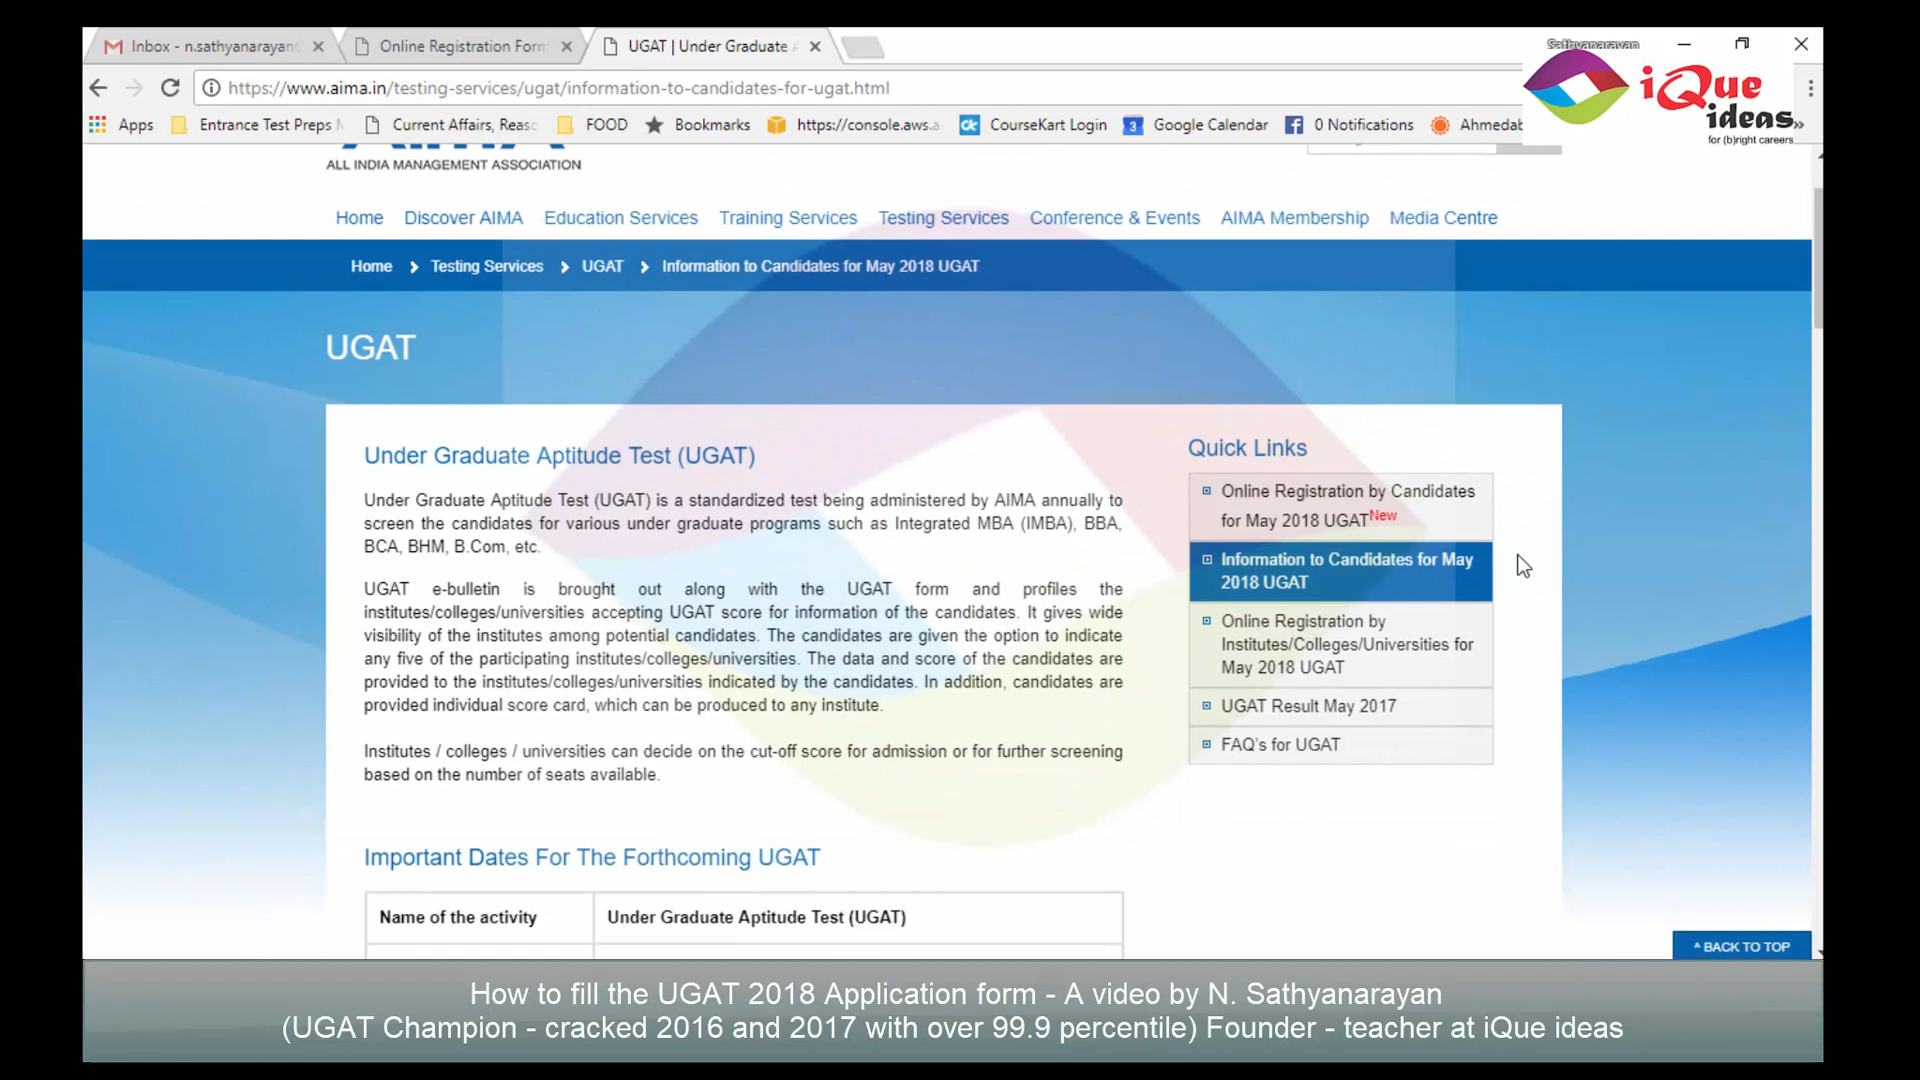 Inbox - n.sathyanarayan
Online Registration Form
UGAT | Under Graduate
Sathyanarayan
https://www.aima.in/testing-services/ugat/information-to-candidates-for-ugat.html
iQue
ideas
for (b)right careers
Apps
Entrance Test Preps
Current Affairs, Reaso
FOOD
Bookmarks
https://console.aws.a
CourseKart Login
3 Google Calendar
0 Notifications
Ahmedab
ALL INDIA MANAGEMENT ASSOCIATION
Home Discover AIMA Education Services Training Services Testing Services Conference & Events AIMA Membership Media Centre
Home > Testing Services > UGAT > Information to Candidates for May 2018 UGAT
UGAT
Under Graduate Aptitude Test (UGAT)
Under Graduate Aptitude Test (UGAT) is a standardized test being administered by AIMA annually to
screen the candidates for various under graduate programs such as Integrated MBA (IMBA), BBA,
BCA, BHM, B.Com, etc.
UGAT e-bulletin is brought out along with the UGAT form and profiles the
institutes/colleges/universities accepting UGAT score for information of the candidates. It gives wide
visibility of the institutes among potential candidates. The candidates are given the option to indicate
any five of the participating institutes/colleges/universities. The data and score of the candidates are
provided to the institutes/colleges/universities indicated by the candidates. In addition, candidates are
provided individual score card, which can be produced to any institute.
Institutes / colleges / universities can decide on the cut-off score for admission or for further screening
based on the number of seats available.
Important Dates For The Forthcoming UGAT
Name of the activity
Under Graduate Aptitude Test (UGAT)
Quick Links
Online Registration by Candidates
for May 2018 UGAT New
Information to Candidates for May
2018 UGAT
Online Registration by
Institutes/Colleges/Universities for
May 2018 UGAT
UGAT Result May 2017
FAQ's for UGAT
^ BACK TO TOP
How to fill the UGAT 2018 Application form - A video by N. Sathyanarayan
(UGAT Champion - cracked 2016 and 2017 with over 99.9 percentile) Founder - teacher at iQue ideas